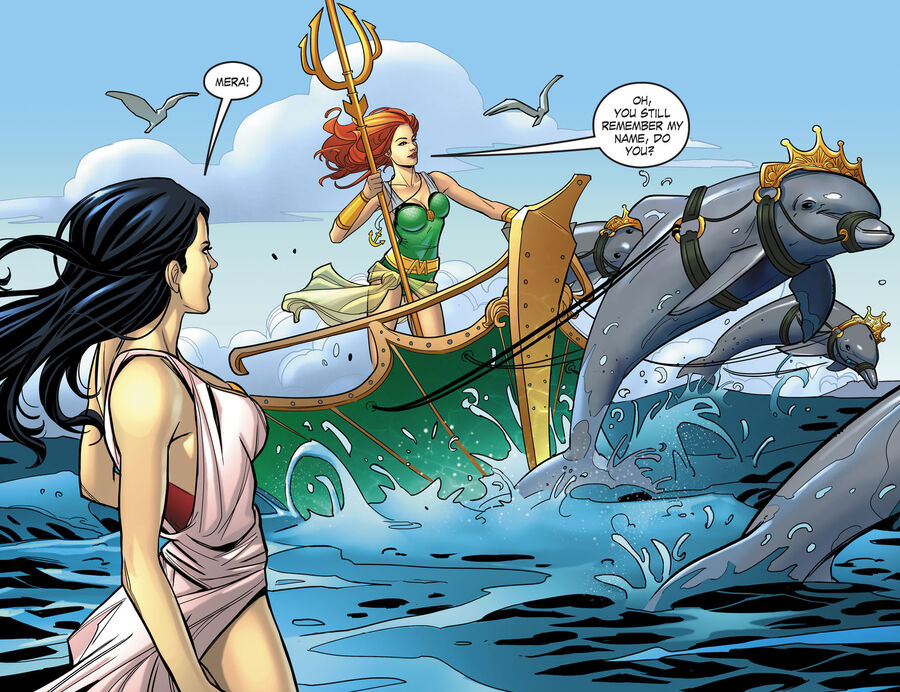 MERA!
OH,
YOU STILL
REMEMBER MY
NAME, DO
YOU?